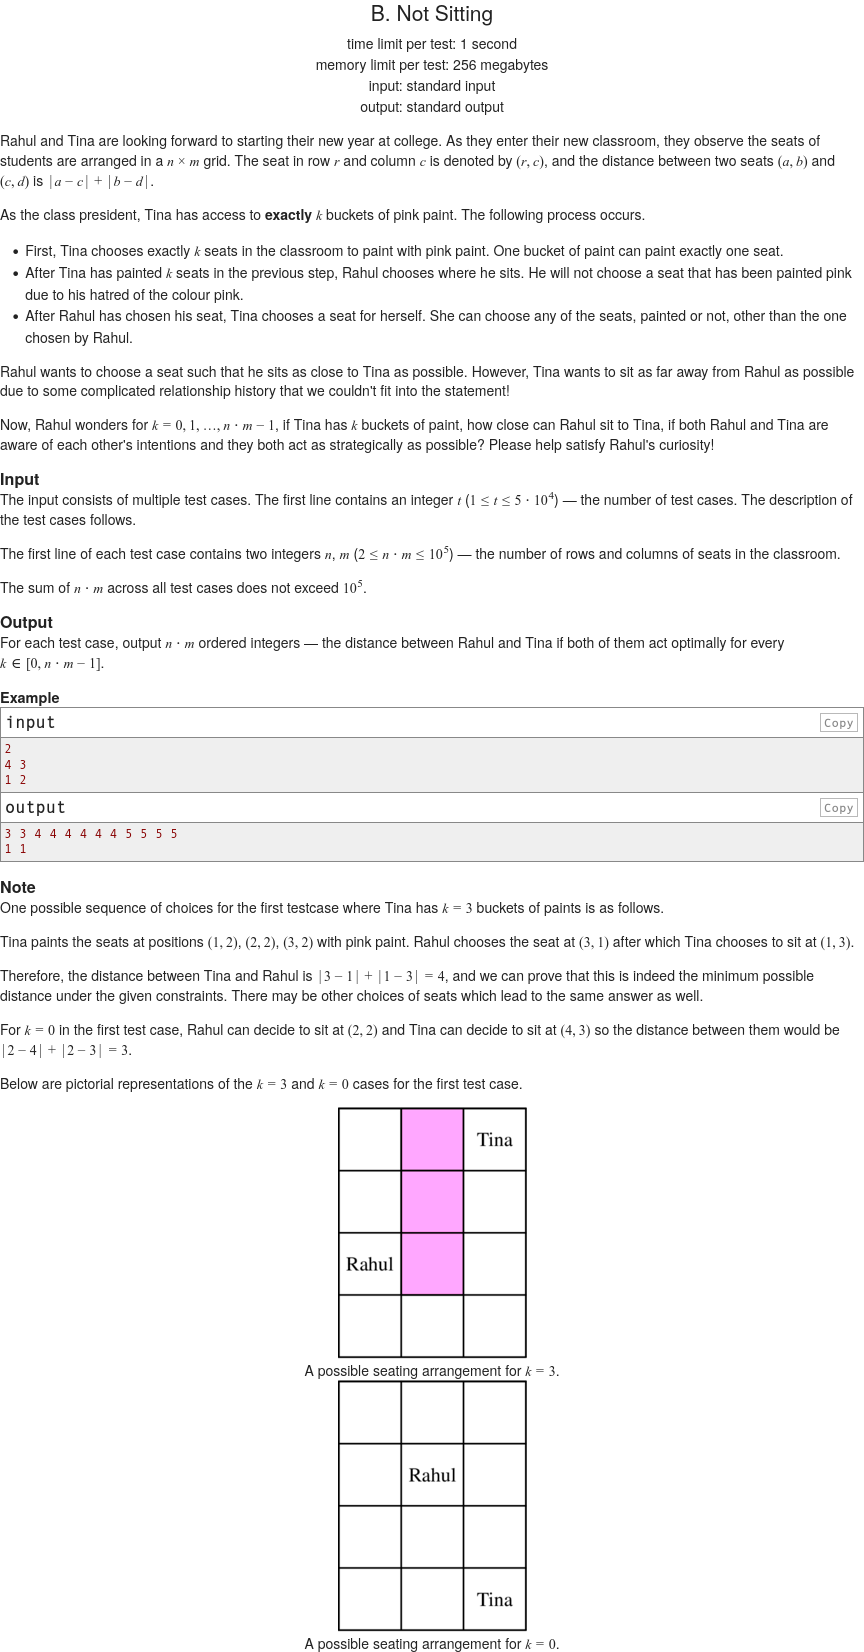 B. Not Sitting
time limit per test: 1 second
memory limit per test: 256 megabytes
input: standard input
output: standard output
Rahul and Tina are looking forward to starting their new year at college. As they enter their new classroom, they observe the seats of
students are arranged in a n × m grid. The seat in row r and column c is denoted by (r, c), and the distance between two seats (a, b) and
(c, d) is |a − c| + |b − d|.
As the class president, Tina has access to exactly k buckets of pink paint. The following process occurs.
• First, Tina chooses exactly k seats in the classroom to paint with pink paint. One bucket of paint can paint exactly one seat.
• After Tina has painted k seats in the previous step, Rahul chooses where he sits. He will not choose a seat that has been painted pink
due to his hatred of the colour pink.
• After Rahul has chosen his seat, Tina chooses a seat for herself. She can choose any of the seats, painted or not, other than the one
chosen by Rahul.
Rahul wants to choose a seat such that he sits as close to Tina as possible. However, Tina wants to sit as far away from Rahul as possible
due to some complicated relationship history that we couldn't fit into the statement!
Now, Rahul wonders for k = 0, 1, …, n · m − 1, if Tina has k buckets of paint, how close can Rahul sit to Tina, if both Rahul and Tina are
aware of each other's intentions and they both act as strategically as possible? Please help satisfy Rahul's curiosity!
Input
The input consists of multiple test cases. The first line contains an integer t (1 ≤ t ≤ 5 · 10^4) — the number of test cases. The description of
the test cases follows.
The first line of each test case contains two integers n, m (2 ≤ n · m ≤ 10^5) — the number of rows and columns of seats in the classroom.
The sum of n · m across all test cases does not exceed 10^5.
Output
For each test case, output n · m ordered integers — the distance between Rahul and Tina if both of them act optimally for every
k ∈ [0, n · m − 1].
Example
input
Copy
2
4 3
1 2
output
Copy
3 3 4 4 4 4 4 4 5 5 5 5
1 1
Note
One possible sequence of choices for the first testcase where Tina has k = 3 buckets of paints is as follows.
Tina paints the seats at positions (1, 2), (2, 2), (3, 2) with pink paint. Rahul chooses the seat at (3, 1) after which Tina chooses to sit at (1, 3).
Therefore, the distance between Tina and Rahul is |3 − 1| + |1 − 3| = 4, and we can prove that this is indeed the minimum possible
distance under the given constraints. There may be other choices of seats which lead to the same answer as well.
For k = 0 in the first test case, Rahul can decide to sit at (2, 2) and Tina can decide to sit at (4, 3) so the distance between them would be
|2 − 4| + |2 − 3| = 3.
Below are pictorial representations of the k = 3 and k = 0 cases for the first test case.
Tina
Rahul
A possible seating arrangement for k = 3.
Rahul
Tina
A possible seating arrangement for k = 0.